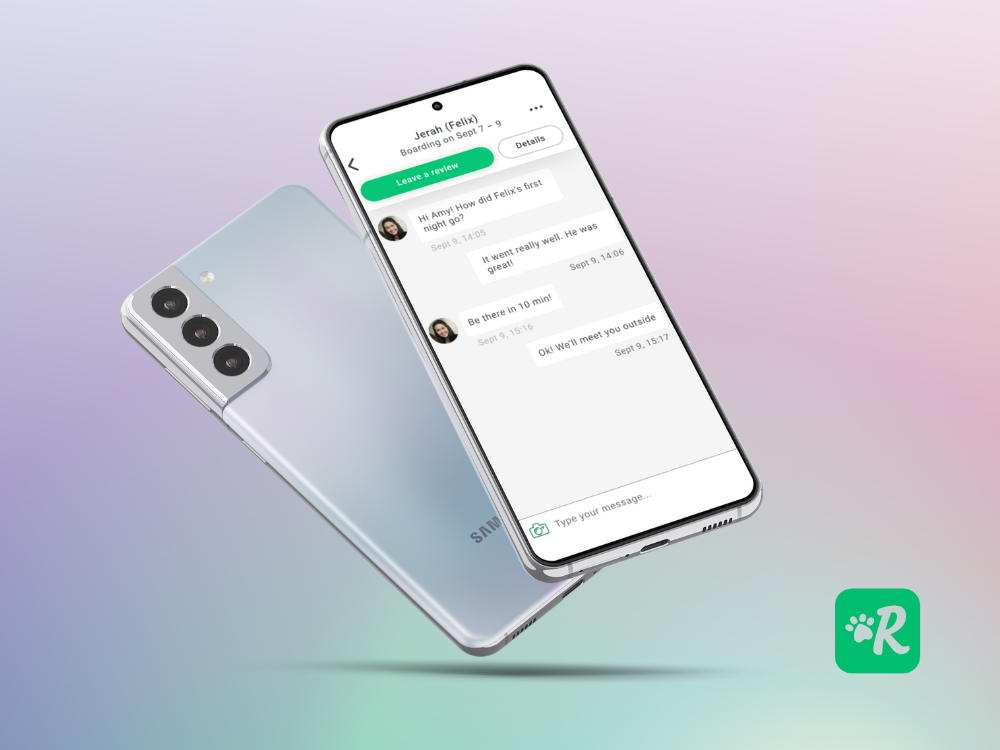 Jerah (Felix)
Boarding on Sept 7 – 9
Leave a review
Details
Hi Amy! How did Felix's first
night go?
Sept 9, 14:05
It went really well. He was
great!
Sept 9, 14:06
Be there in 10 min!
Sept 9, 15:16
Ok! We'll meet you outside
Sept 9, 15:17
Type your message...
SAM
R